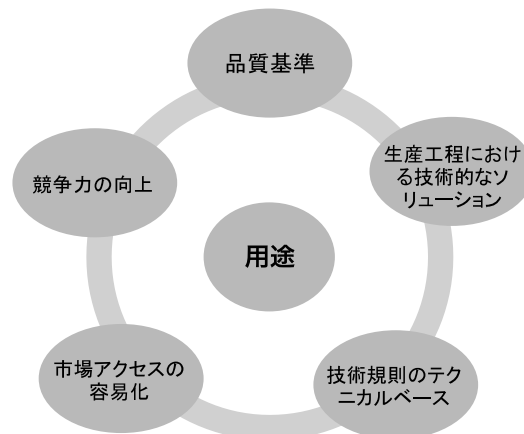 品質基準
生産工程におけ
る技術的なソ
リューション
技術規則のテク
ニカルベース
市場アクセスの
容易化
競争力の向上
用途